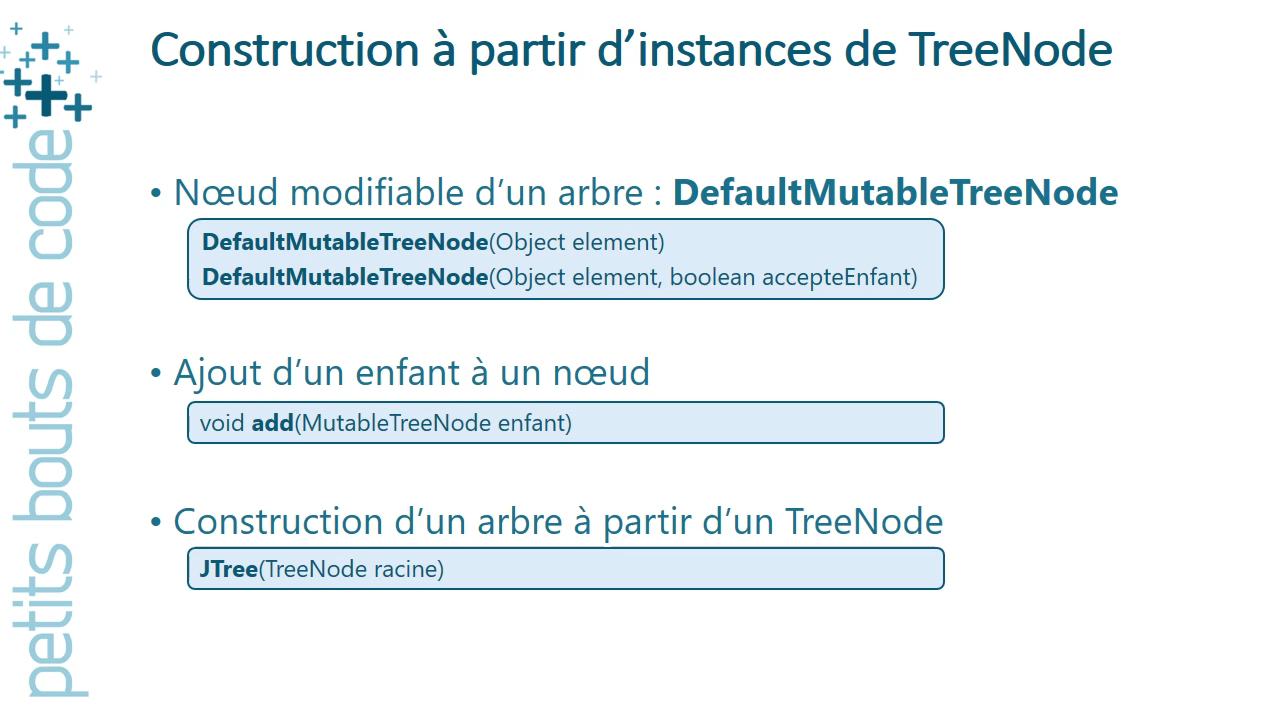 Construction à partir d’instances de TreeNode
• Nœud modifiable d’un arbre : DefaultMutableTreeNode
DefaultMutableTreeNode(Object element)
DefaultMutableTreeNode(Object element, boolean accepteEnfant)
• Ajout d’un enfant à un nœud
void add(MutableTreeNode enfant)
• Construction d’un arbre à partir d’un TreeNode
JTree(TreeNode racine)
petits bouts de code